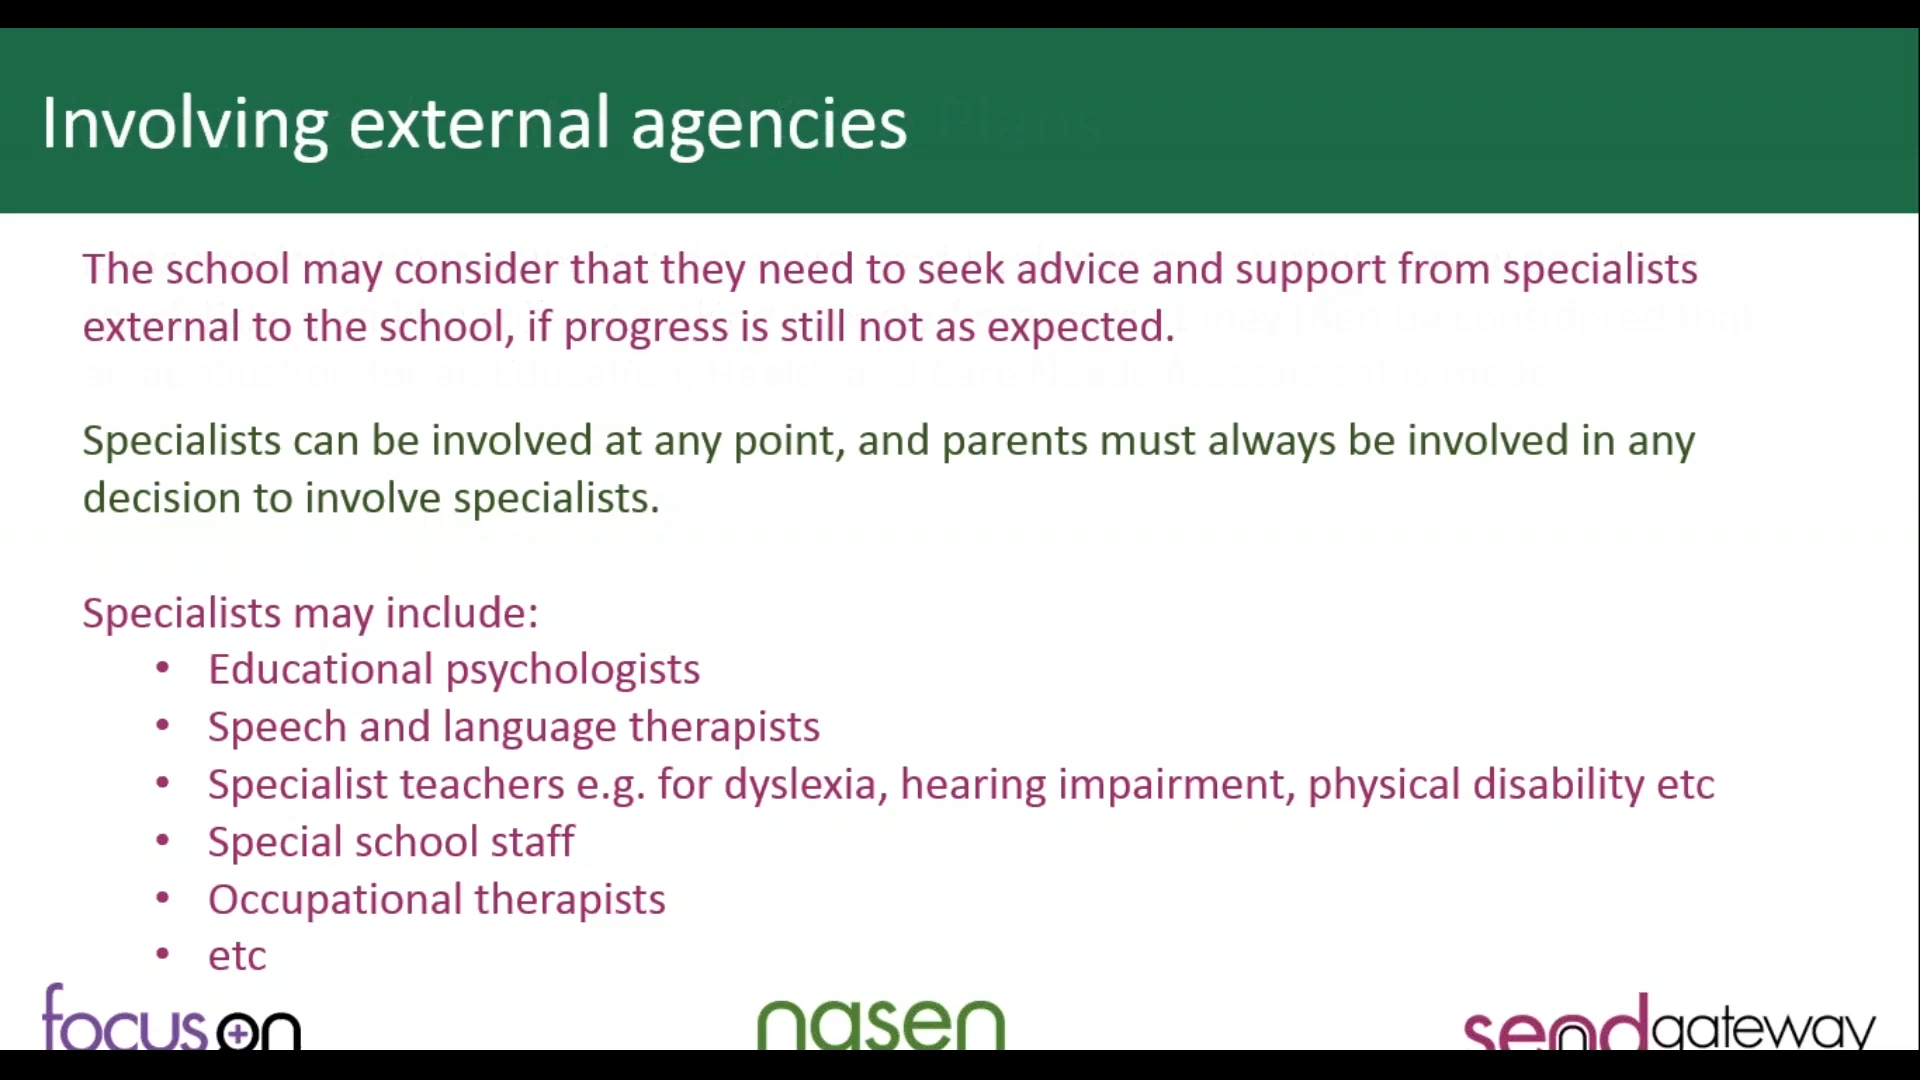 Involving external agencies
The school may consider that they need to seek advice and support from specialists
external to the school, if progress is still not as expected.
Specialists can be involved at any point, and parents must always be involved in any
decision to involve specialists.
Specialists may include:
• Educational psychologists
• Speech and language therapists
• Specialist teachers e.g. for dyslexia, hearing impairment, physical disability etc
• Special school staff
• Occupational therapists
• etc
focus on
nasen
sendgateway